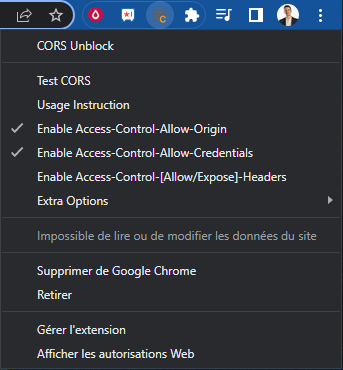 CORS Unblock
Test CORS
Usage Instruction
Enable Access-Control-Allow-Origin
Enable Access-Control-Allow-Credentials
Enable Access-Control-[Allow/Expose]-Headers
Extra Options
Impossible de lire ou de modifier les données du site
Supprimer de Google Chrome
Retirer
Gérer l'extension
Afficher les autorisations Web